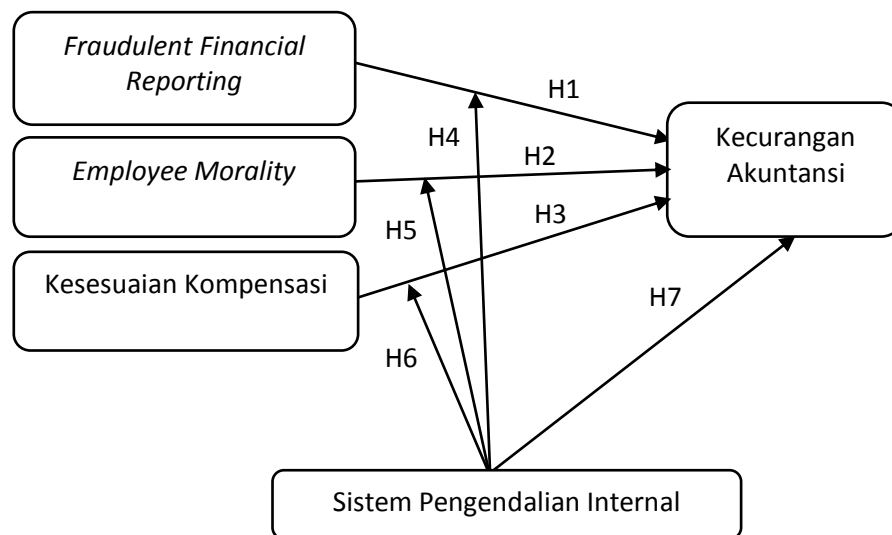 Fraudulent Financial
Reporting
H1
Kecurangan
Akuntansi
H4
H2
Employee Morality
H3
H5
Kesesuaian Kompensasi
H7
H6
Sistem Pengendalian Internal